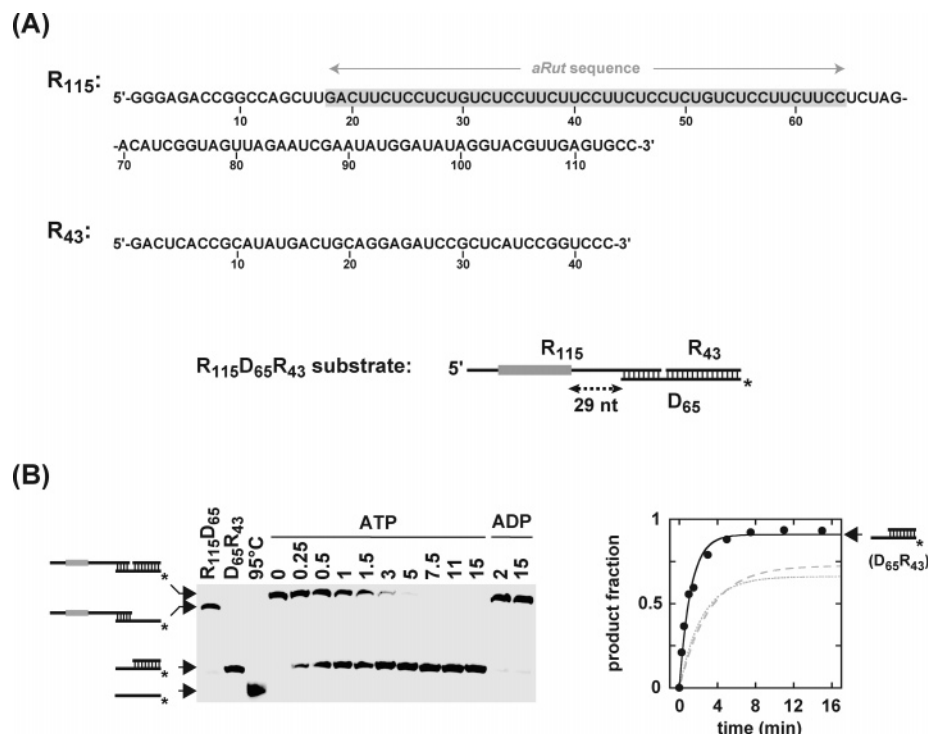 (A)
aRut sequence
R115:
5'-GGGAGACCGGCCAGCUUGACUUCUCCUCUGUCUCCUUCUUCCUUCUCCUCUGUCUCCUUCUUCCUCUAG-
10 20 30 40 50 60
-ACAUCGGUAGUUAGAAUCGAAUAUGGAUAUAGGUACGUUGAGUGCC-3'
70 80 90 100 110
R43:
5'-GACUCACCGCAUAUGACUGCAGGAGAUCCGCUCAUCCGGUCCC-3'
10 20 30 40
R115D65R43 substrate:
5'
R115
R43
*
29 nt
D65
(B)
R115D65
D65R43
95°C
ATP
ADP
0 0.25 0.5 1 1.5 3 5 7.5 11 15 2 15
*
*
*
*
product fraction
1
0.5
0
0 4 8 12 16
time (min)
*
(D65R43)